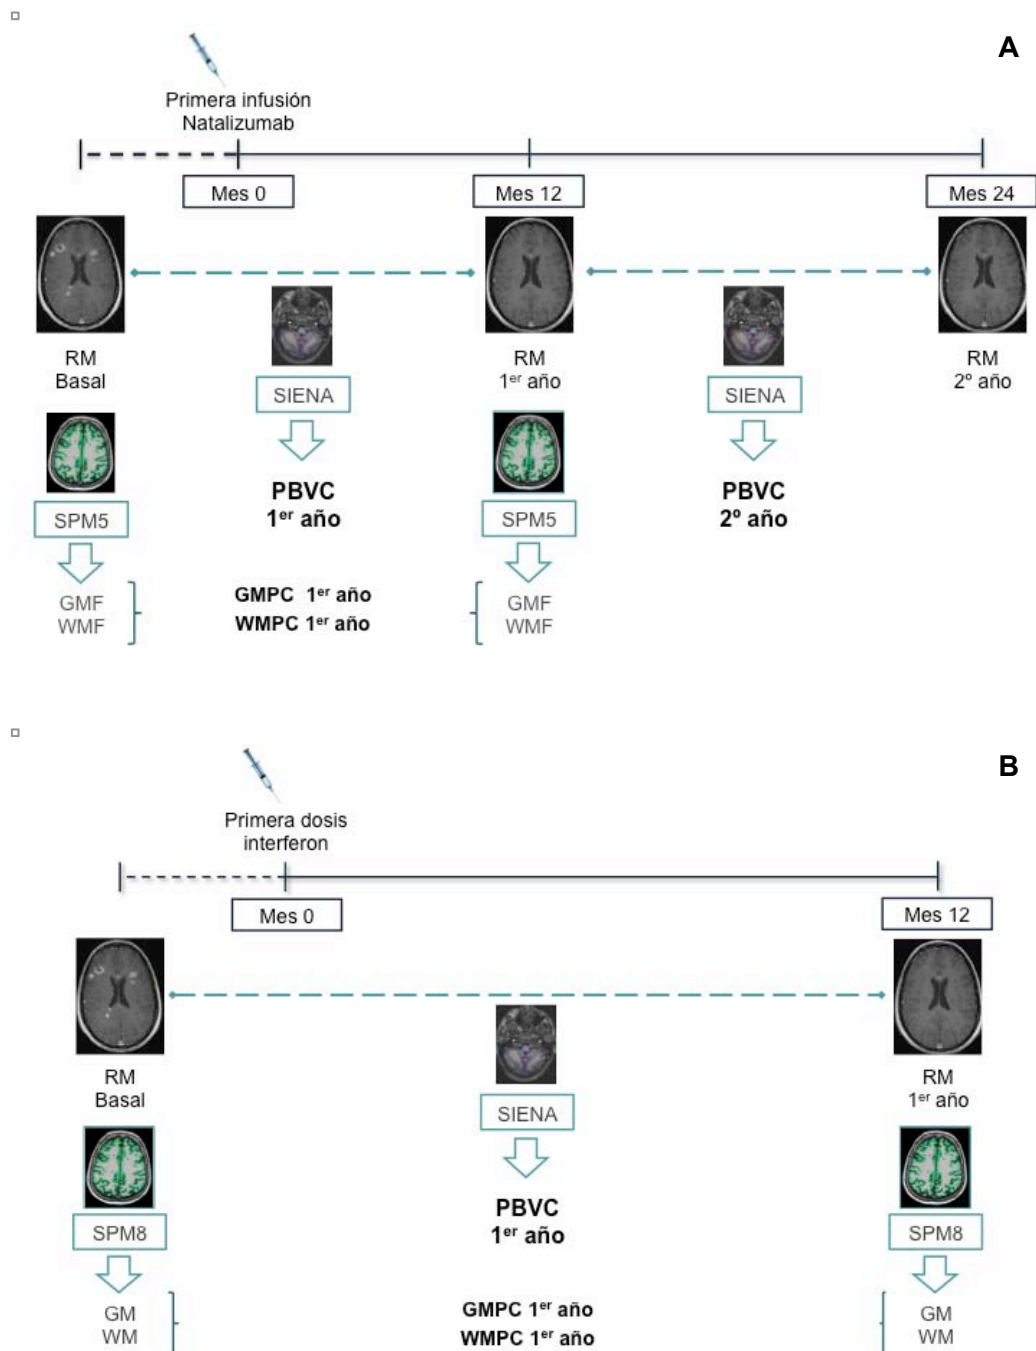 A
Primera infusión
Natalizumab
Mes 0
Mes 12
Mes 24
RM
Basal
RM
1er año
RM
2º año
SIENA
SIENA
PBVC
1er año
PBVC
2º año
SPM5
SPM5
GMF
WMF
GMPC 1er año
WMPC 1er año
GMF
WMF
B
Primera dosis
interferon
Mes 0
Mes 12
RM
Basal
RM
1er año
SIENA
PBVC
1er año
SPM8
SPM8
GM
WM
GMPC 1er año
WMPC 1er año
GM
WM